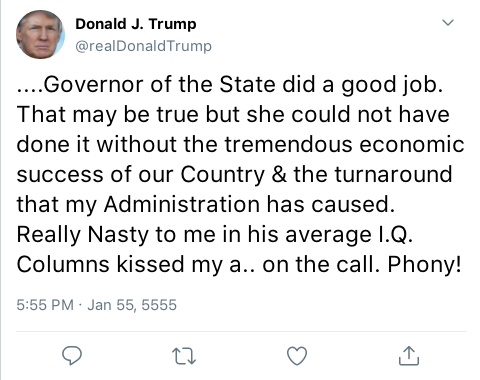 Donald J. Trump
@realDonaldTrump
....Governor of the State did a good job.
That may be true but she could not have
done it without the tremendous economic
success of our Country & the turnaround
that my Administration has caused.
Really Nasty to me in his average I.Q.
Columns kissed my a.. on the call. Phony!
5:55 PM · Jan 55, 5555